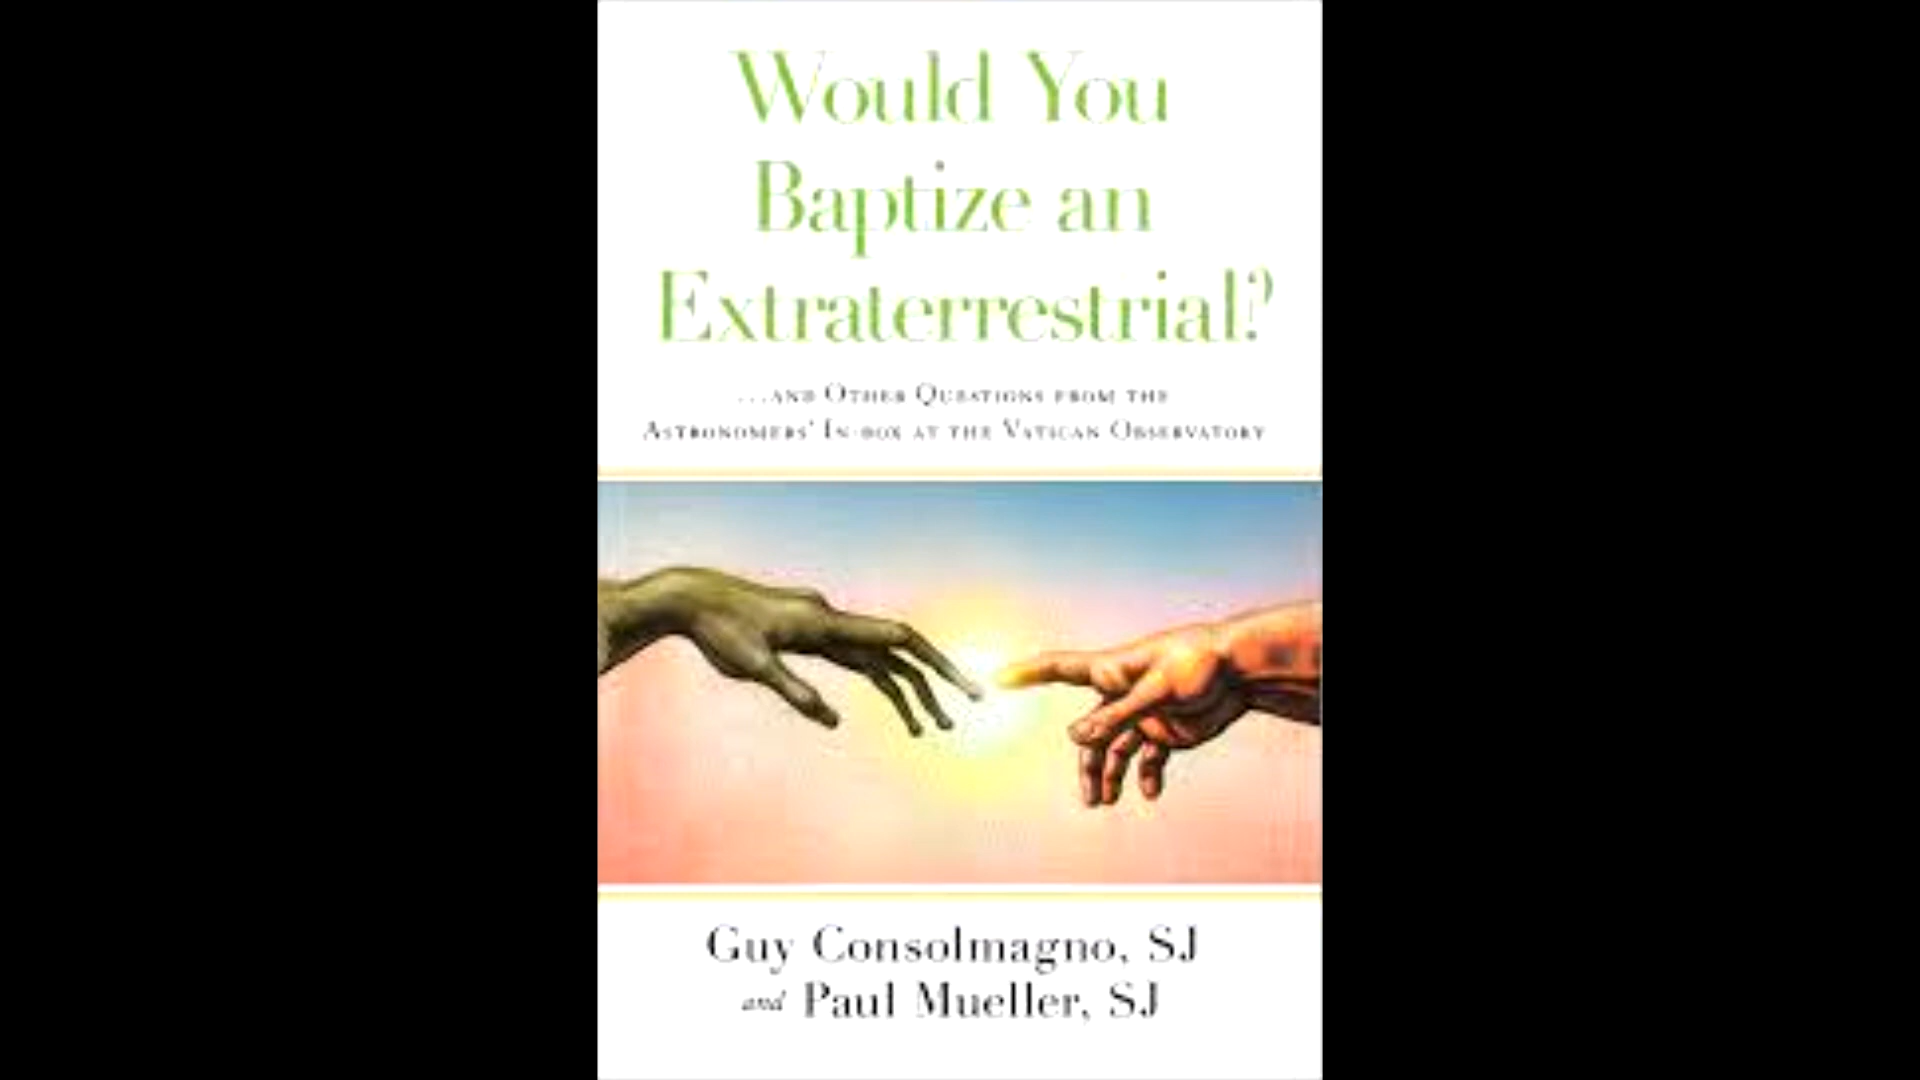 Would You
Baptize an
Extraterrestrial?
...and Other Questions from the
Astronomers' In-box at the Vatican Observatory
Guy Consolmagno, SJ
and Paul Mueller, SJ